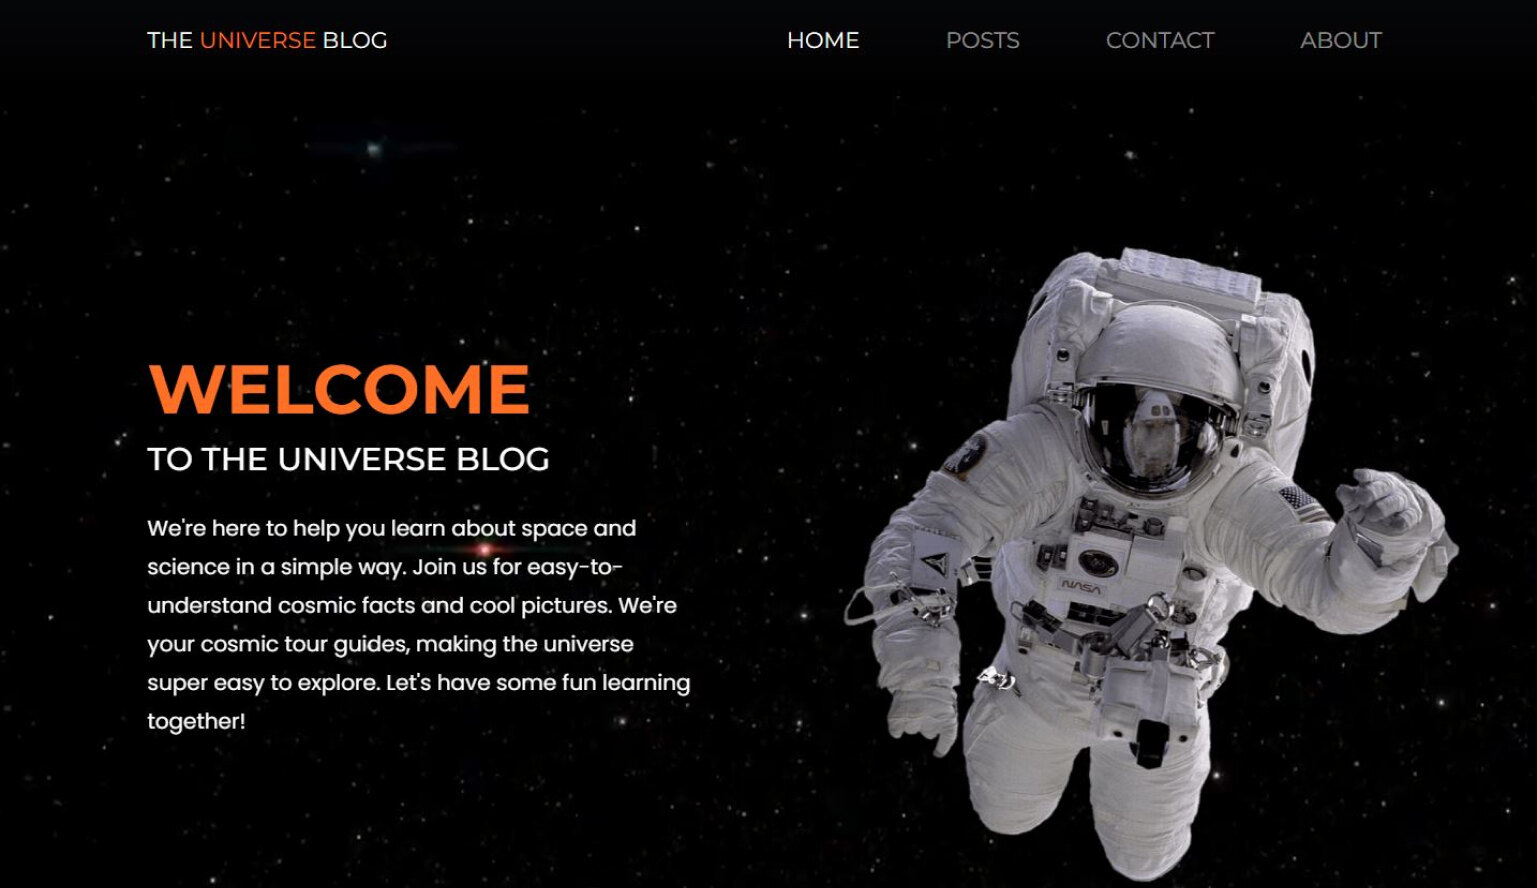 THE UNIVERSE BLOG
HOME POSTS CONTACT ABOUT
WELCOME
TO THE UNIVERSE BLOG
We're here to help you learn about space and
science in a simple way. Join us for easy-to-
understand cosmic facts and cool pictures. We're
your cosmic tour guides, making the universe
super easy to explore. Let's have some fun learning
together!
NASA